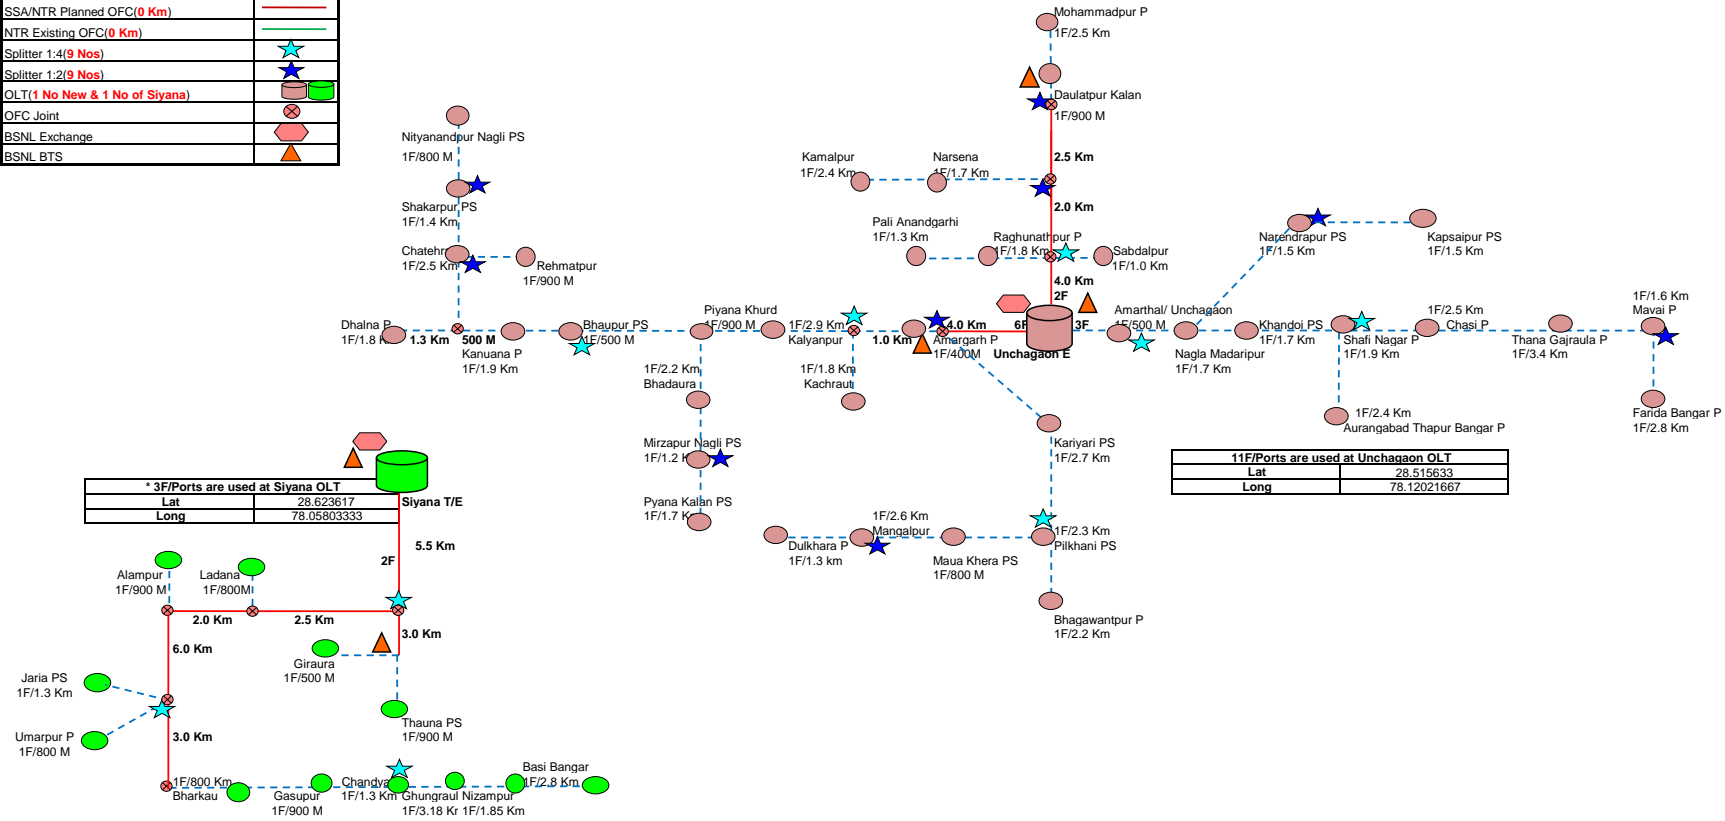 SSA/NTR Planned OFC(0 Km)
NTR Existing OFC(0 Km)
Splitter 1:4(9 Nos)
Splitter 1:2(9 Nos)
OLT(1 No New & 1 No of Siyana)
OFC Joint
BSNL Exchange
BSNL BTS
Mohammadpur P
1F/2.5 Km
Daulatpur Kalan
1F/900 M
2.5 Km
Kamalpur
1F/2.4 Km
Narsena
1F/1.7 Km
2.0 Km
Pali Anandgarhi
1F/1.3 Km
Raghunathpur P
1F/1.8 Km
Sabdalpur
1F/1.0 Km
4.0 Km
2F
Nityanandpur Nagli PS
1F/800 M
Shakarpur PS
1F/1.4 Km
Chatehra
1F/2.5 Km
Rehmatpur
1F/900 M
Dhalna P
1F/1.8 K
1.3 Km
500 M
Kanuana P
1F/1.9 Km
Bhaupur PS
1F/500 M
Piyana Khurd
1F/900 M
1F/2.9 Km
Kalyanpur
1F/1.8 Km
Kachraut
1.0 Km
4.0 Km
Amargarh P
1F/400M
6F
3F
Unchagaon E
Amarthal/ Unchagaon
1F/500 M
Nagla Madaripur
1F/1.7 Km
Khandoi PS
1F/1.7 Km
Narendrapur PS
1F/1.5 Km
Kapsaipur PS
1F/1.5 Km
Shafi Nagar P
1F/1.9 Km
1F/2.5 Km
Chasi P
Thana Gajraula P
1F/3.4 Km
1F/1.6 Km
Mavai P
Farida Bangar P
1F/2.8 Km
1F/2.4 Km
Aurangabad Thapur Bangar P
1F/2.2 Km
Bhadaura
Mirzapur Nagli PS
1F/1.2 K
Pyana Kalan PS
1F/1.7 K
Kariyari PS
1F/2.7 Km
1F/2.3 Km
Pilkhani PS
1F/2.6 Km
Mangalpur
Dulkhara P
1F/1.3 km
Maua Khera PS
1F/800 M
Bhagawantpur P
1F/2.2 Km
11F/Ports are used at Unchagaon OLT
Lat 28.515633
Long 78.12021667
* 3F/Ports are used at Siyana OLT
Lat 28.623617
Long 78.05803333
Siyana T/E
5.5 Km
2F
Alampur
1F/900 M
Ladana
1F/800M
2.0 Km
2.5 Km
3.0 Km
6.0 Km
Giraura
1F/500 M
Jaria PS
1F/1.3 Km
Umarpur P
1F/800 M
3.0 Km
Thauna PS
1F/900 M
1F/800 Km
Bharkau
Gasupur
1F/900 M
Chandya
1F/1.3 Km
Ghungraul
1F/3.18 Kr
Nizampur
1F/1.85 Km
Basi Bangar
1F/2.8 Km